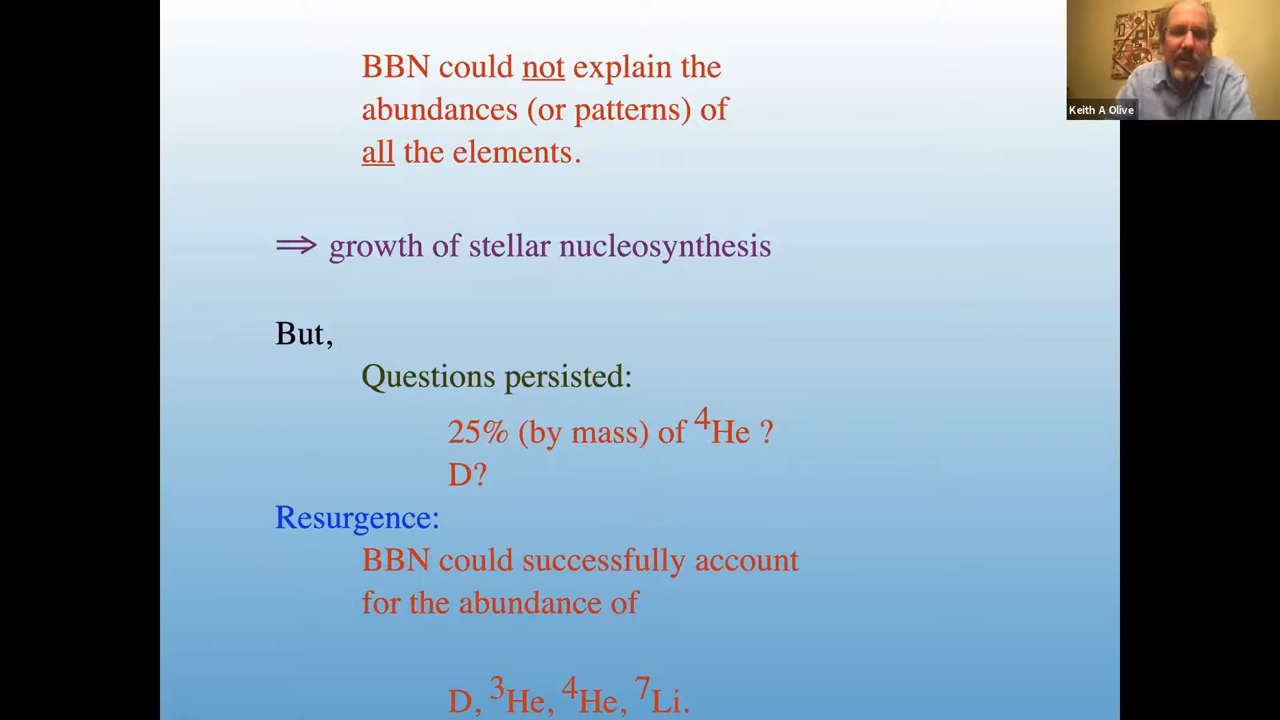 BBN could not explain the
abundances (or patterns) of
all the elements.
⟹ growth of stellar nucleosynthesis
But,
Questions persisted:
25% (by mass) of ⁴He ?
D?
Resurgence:
BBN could successfully account
for the abundance of
D, ³He, ⁴He, ⁷Li.
Keith A Olive